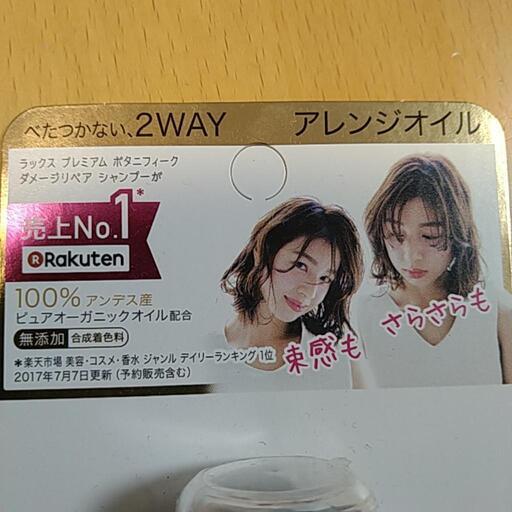 べたつかない、2WAY アレンジオイル
ラックス プレミアム ボタニフィーク
ダメージリペア シャンプーが
売上No.1*
R Rakuten
100% アンデス産
ピュアオーガニックオイル配合
無添加 合成着色料
*楽天市場 美容・コスメ・香水 ジャンル デイリーランキング 1位
2017年7月7日更新（予約販売含む）
束感も
さらさらも